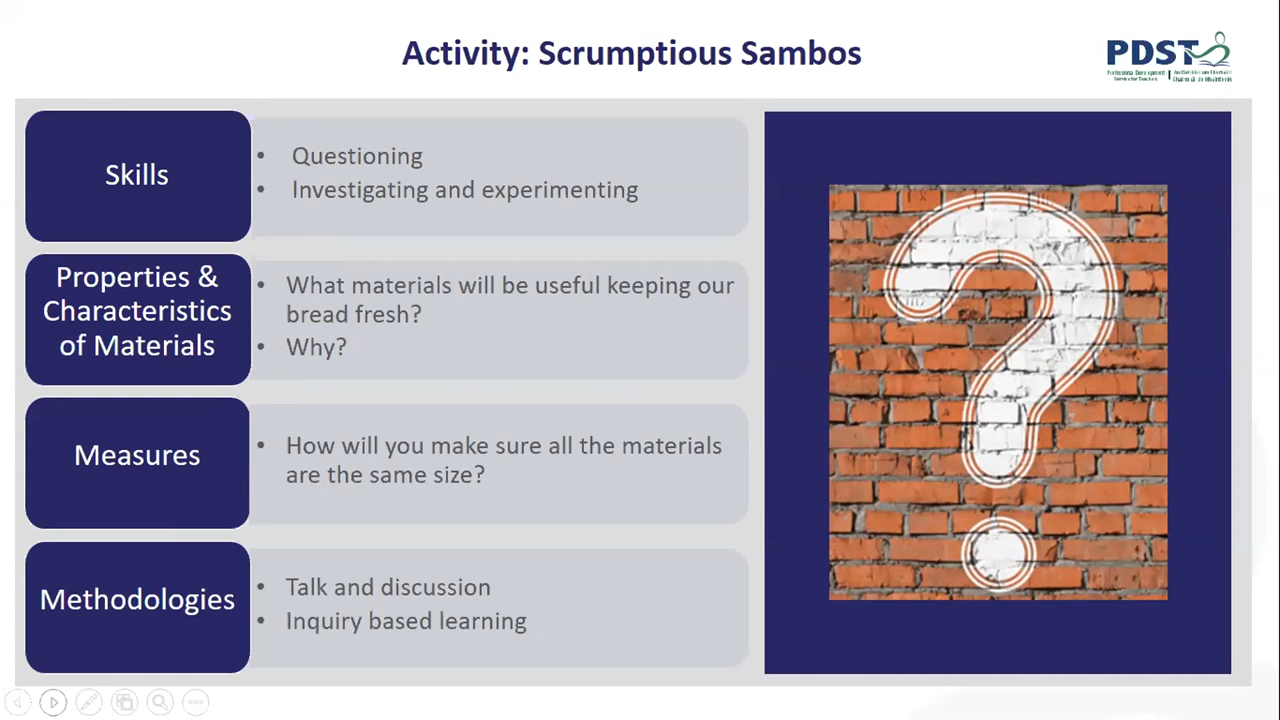 Activity: Scrumptious Sambos
PDST
Skills
• Questioning
• Investigating and experimenting
Properties &
Characteristics
of Materials
• What materials will be useful keeping our
bread fresh?
• Why?
Measures
• How will you make sure all the materials
are the same size?
Methodologies
• Talk and discussion
• Inquiry based learning
?